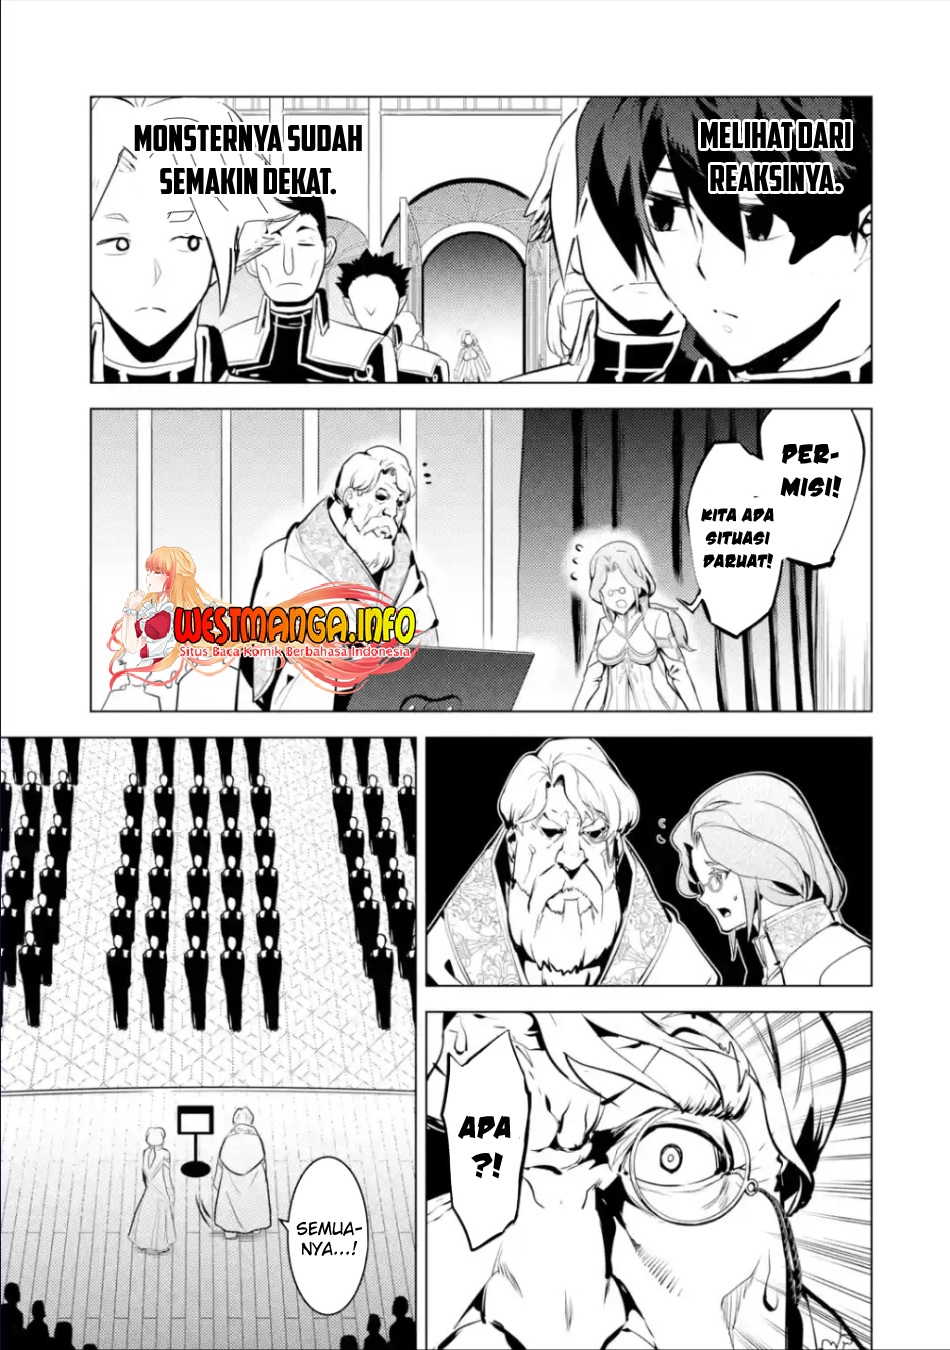 MELIHAT DARI
REAKSINYA.
MONSTERNYA SUDAH
SEMAKIN DEKAT.
PER-
MISI!
KITA ADA
SITUASI
DARUAT!
WESTMANGA.INFO
Situs Baca Komik Berbahasa Indonesia
APA
?!
SEMUA-
NYA...!